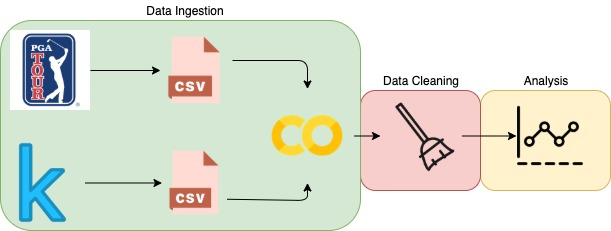 Data Ingestion
PGA
TOUR
®
CSV
Data Cleaning
Analysis
k
CSV